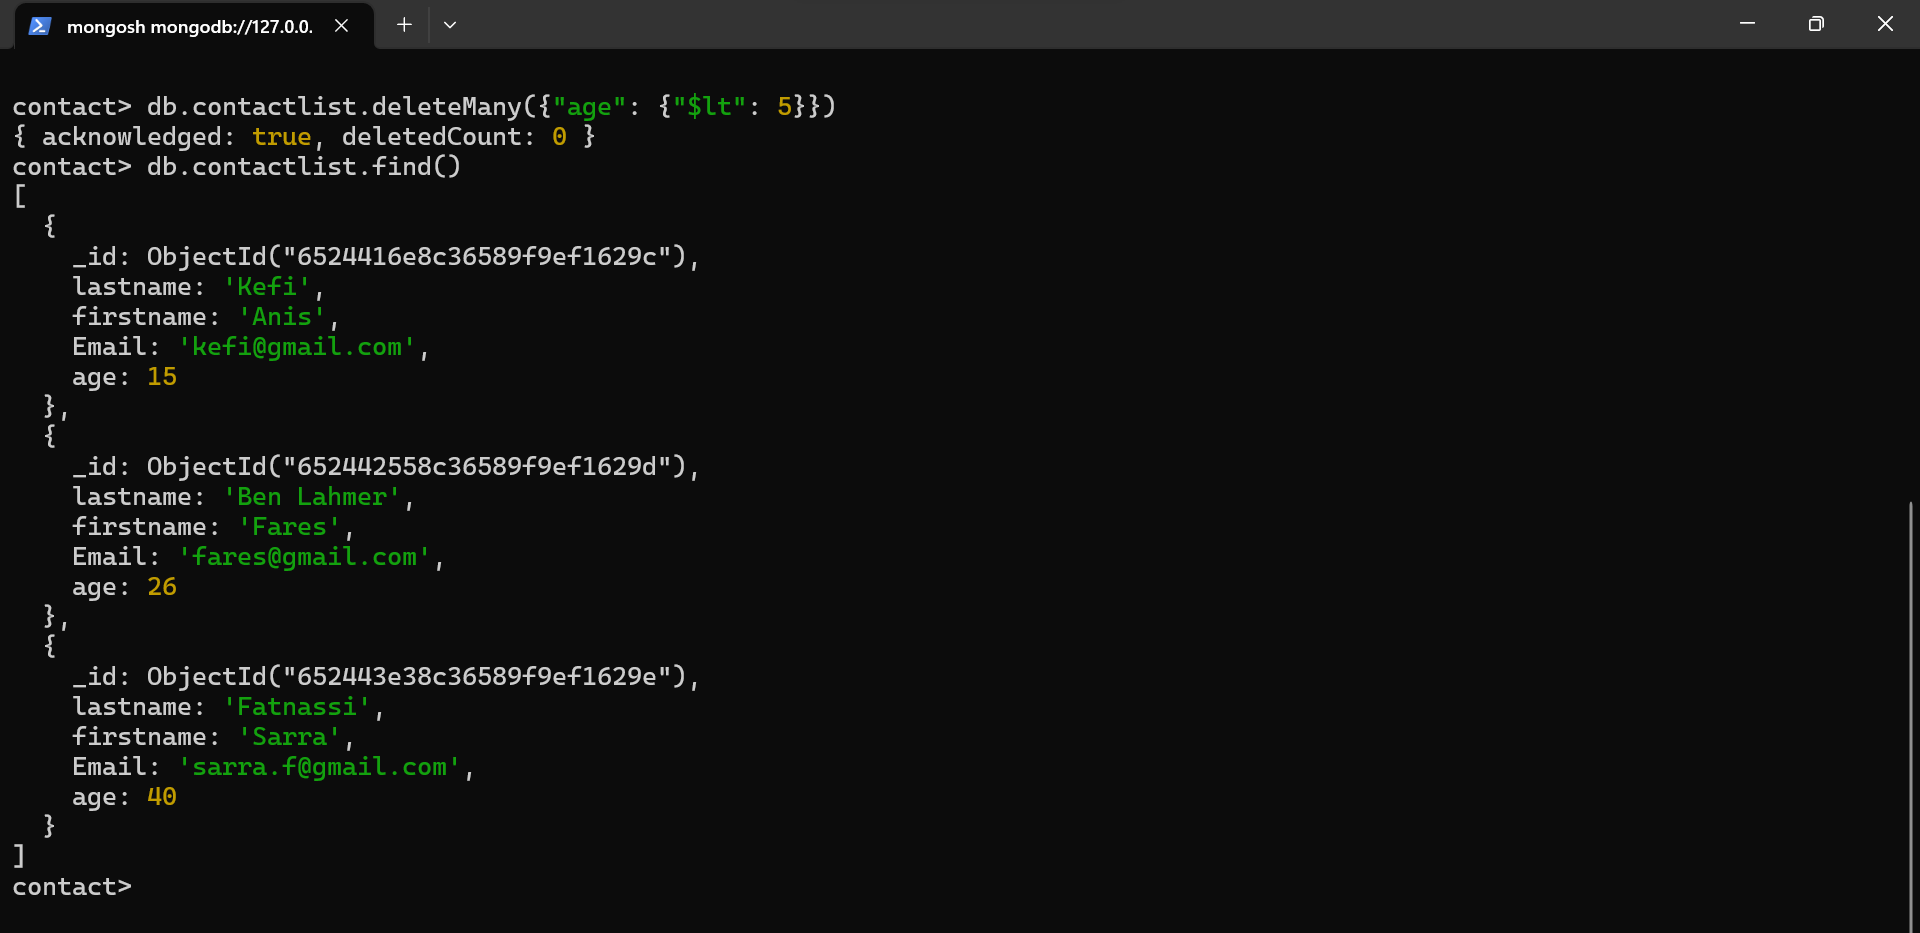 mongosh mongodb://127.0.0.
contact> db.contactlist.deleteMany({"age": {"$lt": 5}})
{ acknowledged: true, deletedCount: 0 }
contact> db.contactlist.find()
[
  {
    _id: ObjectId("6524416e8c36589f9ef1629c"),
    lastname: 'Kefi',
    firstname: 'Anis',
    Email: 'kefi@gmail.com',
    age: 15
  },
  {
    _id: ObjectId("652442558c36589f9ef1629d"),
    lastname: 'Ben Lahmer',
    firstname: 'Fares',
    Email: 'fares@gmail.com',
    age: 26
  },
  {
    _id: ObjectId("652443e38c36589f9ef1629e"),
    lastname: 'Fatnassi',
    firstname: 'Sarra',
    Email: 'sarra.f@gmail.com',
    age: 40
  }
]
contact>